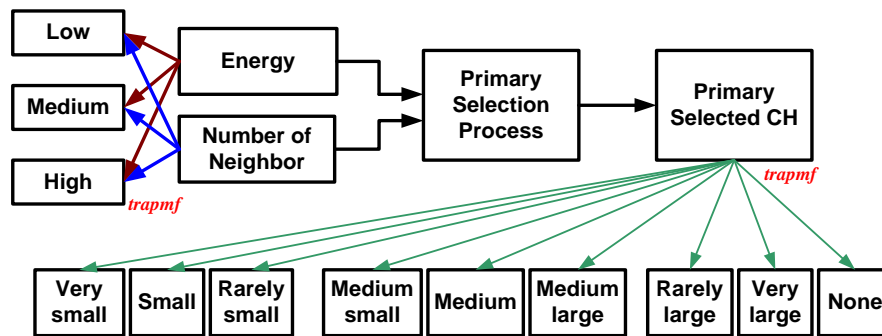 Low
Medium
High
trapmf
Energy
Number of
Neighbor
Primary
Selection
Process
Primary
Selected CH
trapmf
Very
small
Small
Rarely
small
Medium
small
Medium
Medium
large
Rarely
large
Very
large
None